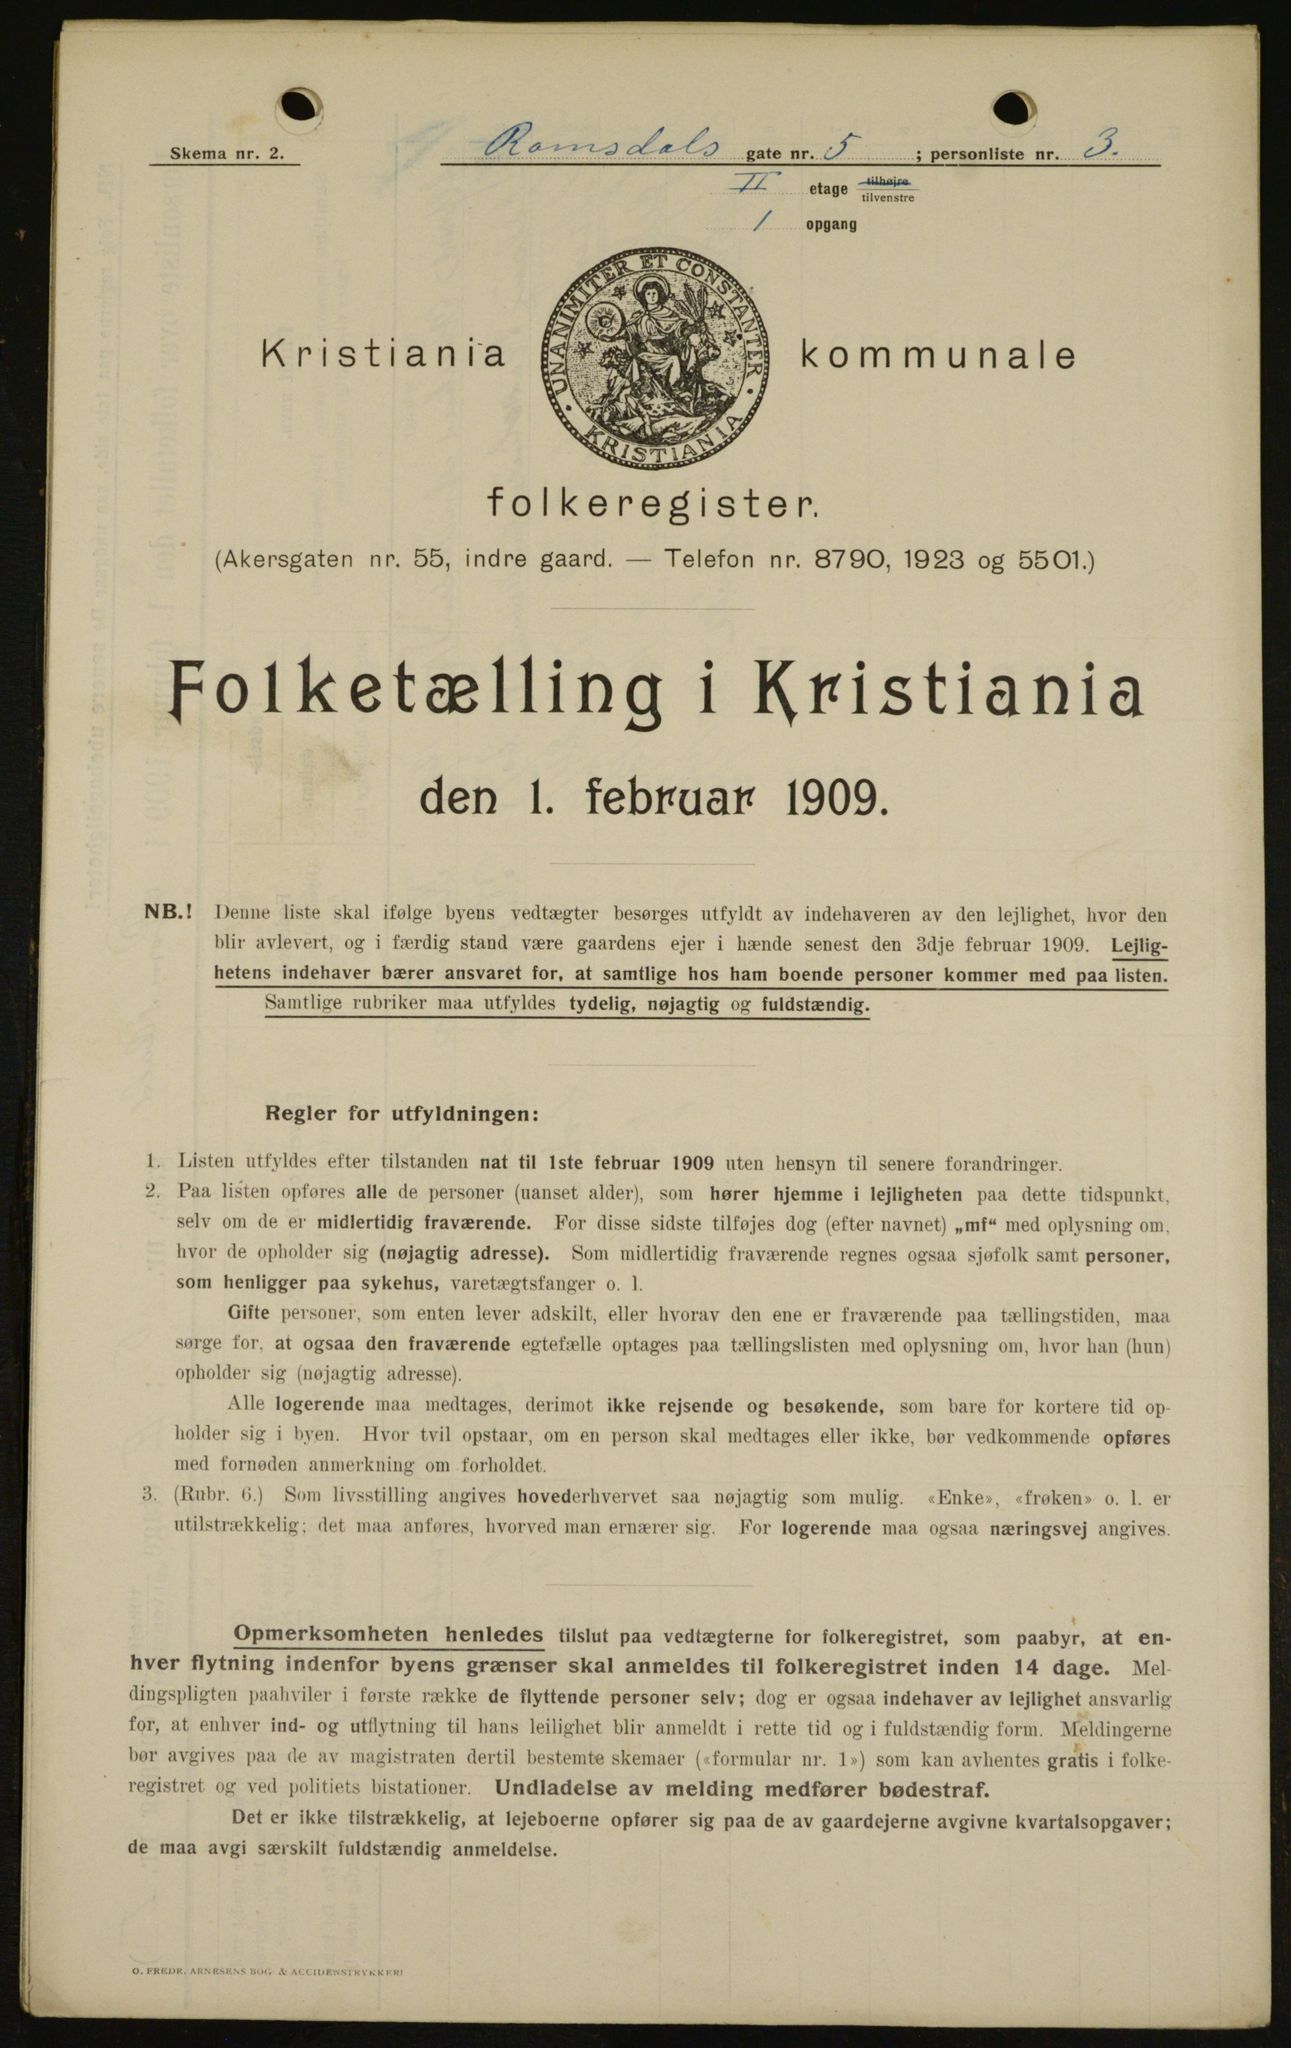 Skema nr. 2.
Romsdals gate nr. 5 ; personliste nr. 3.
II etage tilhøjre
tilvenstre
1 opgang
UNANIMITER ET CONSTANTER
KRISTIANIA
Kristiania kommunale
folkeregister.
(Akersgaten nr. 55, indre gaard. — Telefon nr. 8790, 1923 og 5501.)
Folketælling i Kristiania
den 1. februar 1909.
NB.! Denne liste skal ifølge byens vedtægter besørges utfyldt av indehaveren av den lejlighet, hvor den
blir avlevert, og i færdig stand være gaardens ejer i hænde senest den 3dje februar 1909. Lejlig-
hetens indehaver bærer ansvaret for, at samtlige hos ham boende personer kommer med paa listen.
Samtlige rubriker maa utfyldes tydelig, nøjagtig og fuldstændig.
Regler for utfyldningen:
1. Listen utfyldes efter tilstanden nat til 1ste februar 1909 uten hensyn til senere forandringer.
2. Paa listen opføres alle de personer (uanset alder), som hører hjemme i lejligheten paa dette tidspunkt,
selv om de er midlertidig fraværende. For disse sidste tilføjes dog (efter navnet) „mf“ med oplysning om,
hvor de opholder sig (nøjagtig adresse). Som midlertidig fraværende regnes ogsaa sjøfolk samt personer,
som henligger paa sykehus, varetægtsfanger o. l.
Gifte personer, som enten lever adskilt, eller hvorav den ene er fraværende paa tællingstiden, maa
sørge for, at ogsaa den fraværende egtefælle optages paa tællingslisten med oplysning om, hvor han (hun)
opholder sig (nøjagtig adresse).
Alle logerende maa medtages, derimot ikke rejsende og besøkende, som bare for kortere tid op-
holder sig i byen. Hvor tvil opstaar, om en person skal medtages eller ikke, bør vedkommende opføres
med fornøden anmerkning om forholdet.
3. (Rubr. 6.) Som livsstilling angives hovederhvervet saa nøjagtig som mulig. «Enke», «frøken» o. l. er
utilstrækkelig; det maa anføres, hvorved man ernærer sig. For logerende maa ogsaa næringsvej angives.
Opmerksomheten henledes tilslut paa vedtægterne for folkeregistret, som paabyr, at en-
hver flytning indenfor byens grænser skal anmeldes til folkeregistret inden 14 dage. Mel-
dingspligten paahviler i første række de flyttende personer selv; dog er ogsaa indehaver av lejlighet ansvarlig
for, at enhver ind- og utflytning til hans leilighet blir anmeldt i rette tid og i fuldstændig form. Meldingerne
bør avgives paa de av magistraten dertil bestemte skemaer («formular nr. 1») som kan avhentes gratis i folke-
registret og ved politiets bistationer. Undladelse av melding medfører bødestraf.
Det er ikke tilstrækkelig, at lejeboerne opfører sig paa de av gaardejerne avgivne kvartalsopgaver;
de maa avgi særskilt fuldstændig anmeldelse.
O. FREDR. ARNESENS BOG & ACCIDENSTRYKKERI